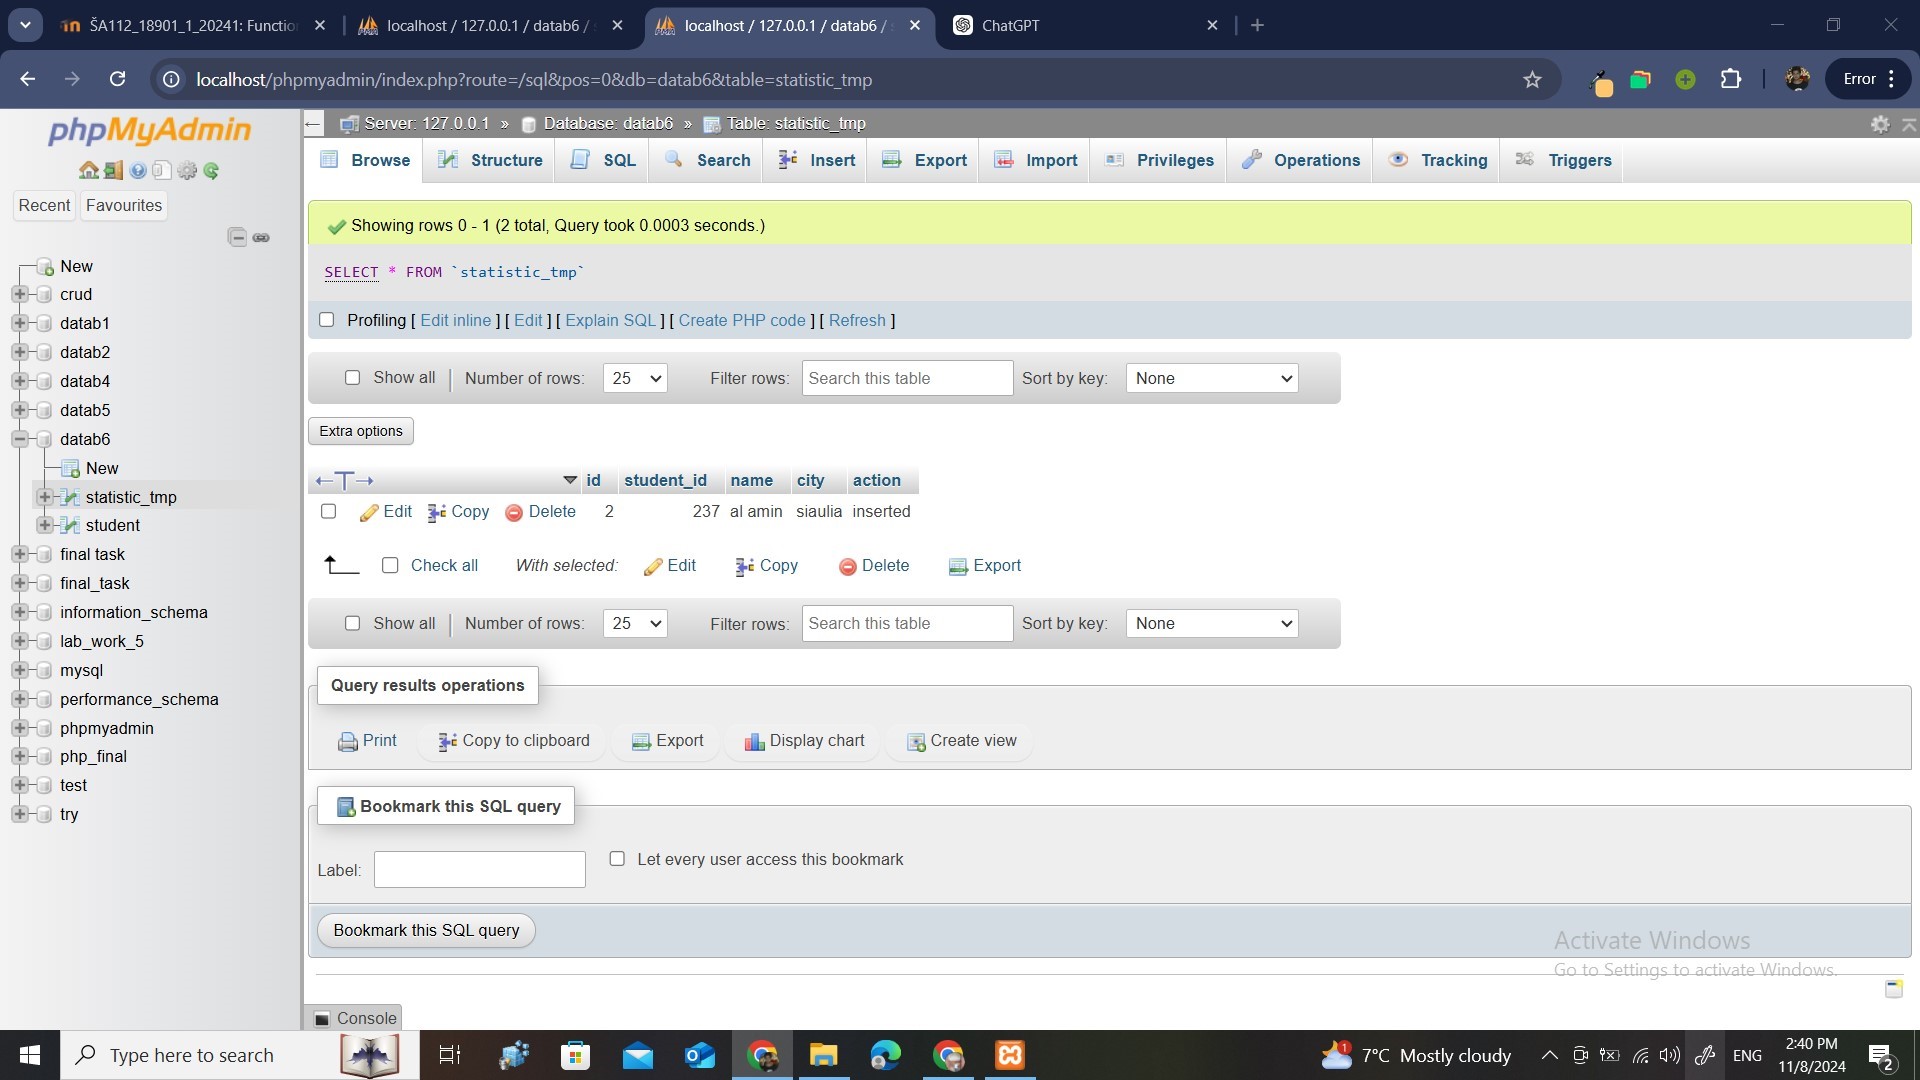 ŠA112_18901_1_20241: Functio
localhost / 127.0.0.1 / datab6 /
localhost / 127.0.0.1 / datab6 /
ChatGPT
localhost/phpmyadmin/index.php?route=/sql&pos=0&db=datab6&table=statistic_tmp
Error
phpMyAdmin
Recent Favourites
New
crud
datab1
datab2
datab4
datab5
datab6
New
statistic_tmp
student
final task
final_task
information_schema
lab_work_5
mysql
performance_schema
phpmyadmin
php_final
test
try
Server: 127.0.0.1 » Database: datab6 » Table: statistic_tmp
Browse Structure SQL Search Insert Export Import Privileges Operations Tracking Triggers
Showing rows 0 - 1 (2 total, Query took 0.0003 seconds.)
SELECT * FROM `statistic_tmp`
Profiling [ Edit inline ] [ Edit ] [ Explain SQL ] [ Create PHP code ] [ Refresh ]
Show all | Number of rows: 25 Filter rows: Search this table Sort by key: None
Extra options
←T→ id student_id name city action
Edit Copy Delete 2 237 al amin siaulia inserted
Check all With selected: Edit Copy Delete Export
Show all | Number of rows: 25 Filter rows: Search this table Sort by key: None
Query results operations
Print Copy to clipboard Export Display chart Create view
Bookmark this SQL query
Label: Let every user access this bookmark
Bookmark this SQL query
Activate Windows
Go to Settings to activate Windows.
Console
Type here to search
1
7°C Mostly cloudy
ENG
2:40 PM
11/8/2024
2